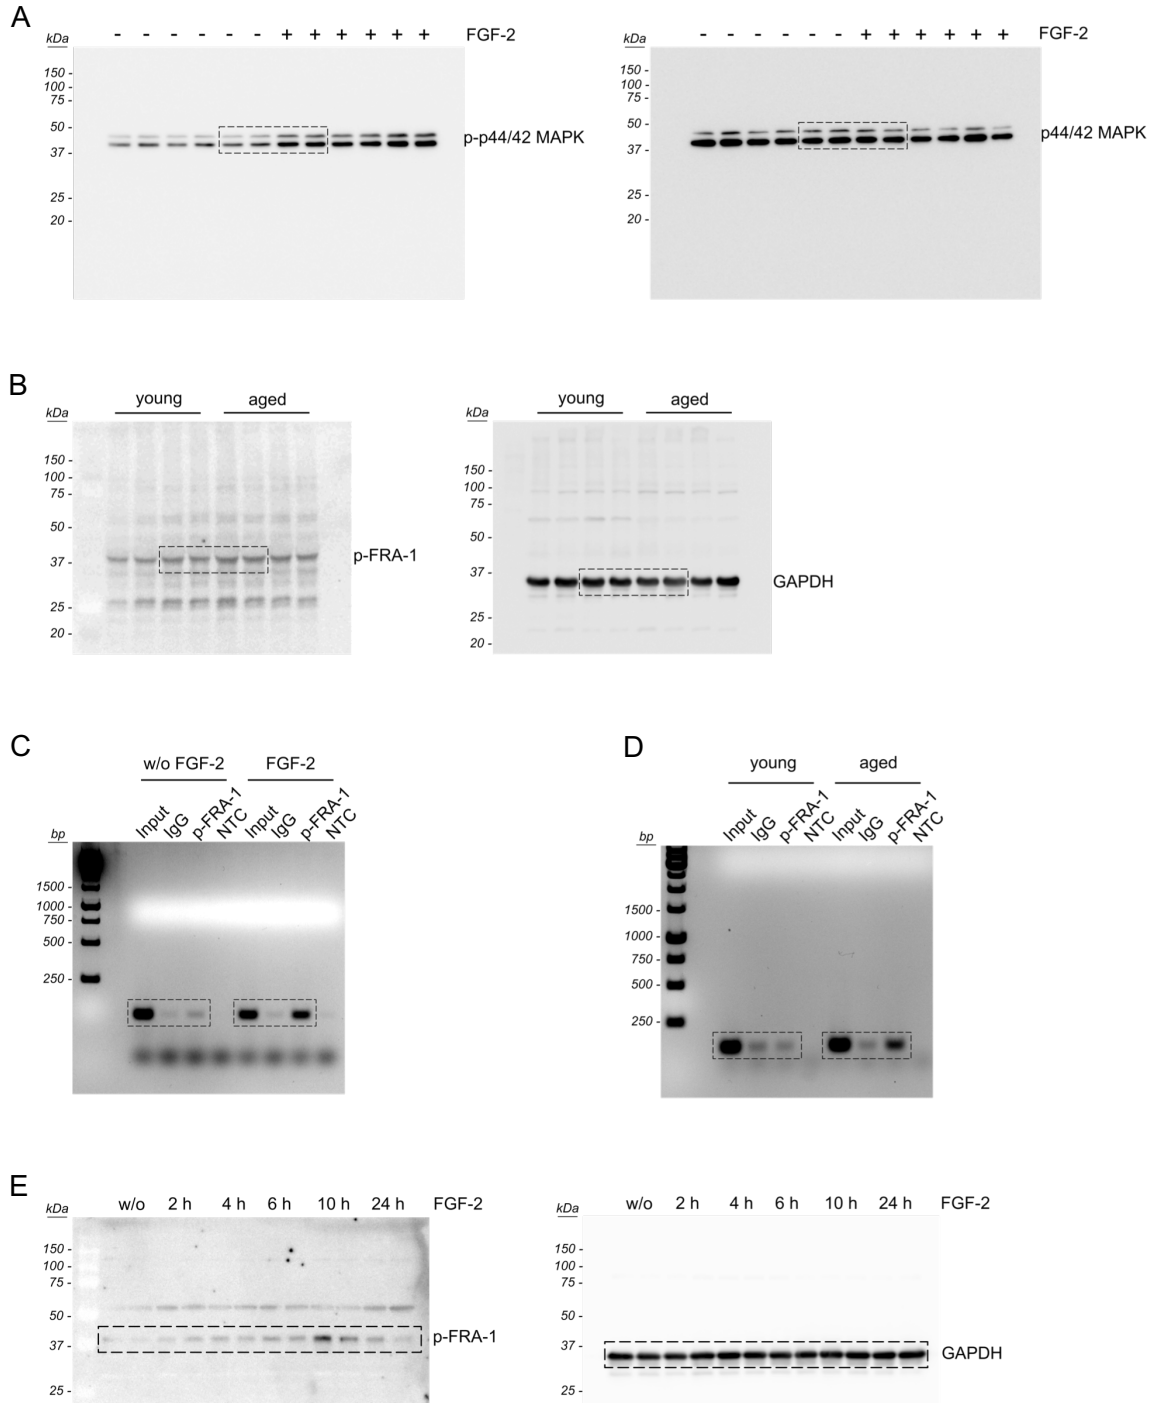 A
kDa
- - - - - - + + + + + + FGF-2
150 -
100 -
75 -
50 -
37 -
25 -
20 -
p-p44/42 MAPK
kDa
- - - - - - + + + + + + FGF-2
150 -
100 -
75 -
50 -
37 -
25 -
20 -
p44/42 MAPK
B
kDa
young aged
150 -
100 -
75 -
50 -
37 -
25 -
20 -
p-FRA-1
kDa
young aged
150 -
100 -
75 -
50 -
37 -
25 -
20 -
GAPDH
C
w/o FGF-2 FGF-2
Input IgG p-FRA-1 NTC Input IgG p-FRA-1 NTC
bp
1500 -
1000 -
750 -
500 -
250 -
D
young aged
Input IgG p-FRA-1 NTC Input IgG p-FRA-1 NTC
bp
1500 -
1000 -
750 -
500 -
250 -
E
kDa
w/o 2 h 4 h 6 h 10 h 24 h FGF-2
150 -
100 -
75 -
50 -
37 -
25 -
p-FRA-1
kDa
w/o 2 h 4 h 6 h 10 h 24 h FGF-2
150 -
100 -
75 -
50 -
37 -
25 -
GAPDH